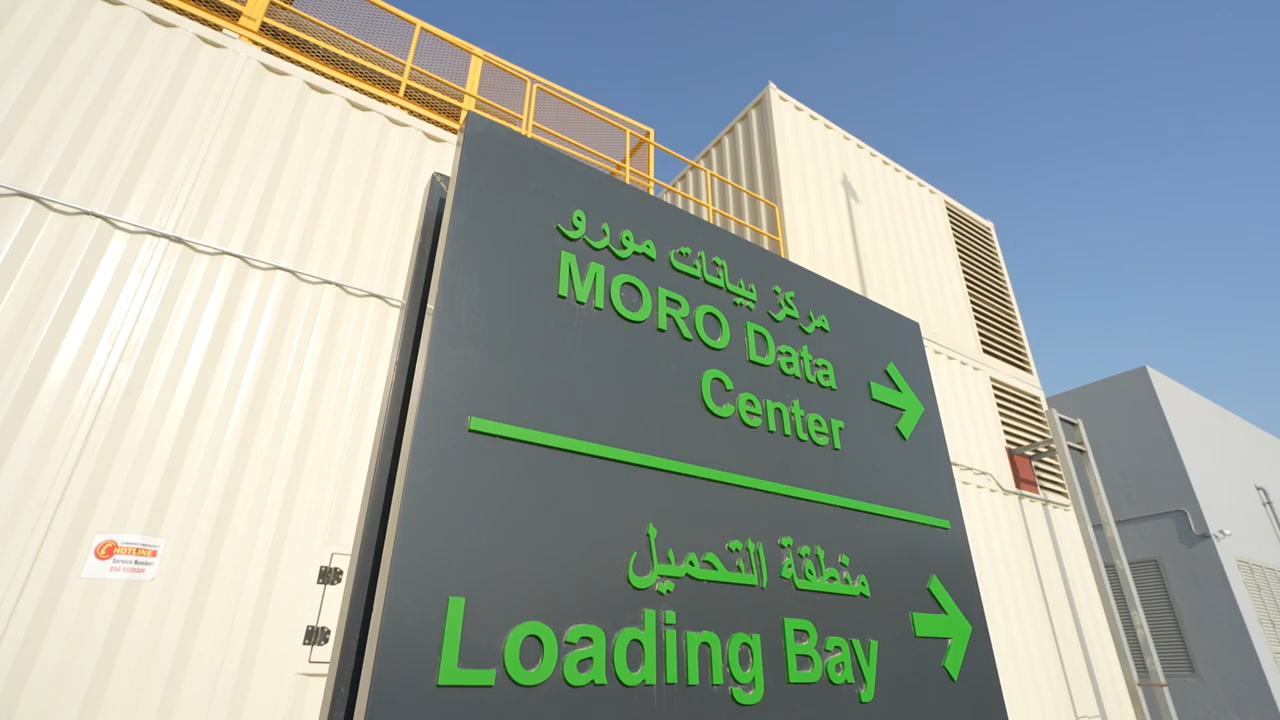 مركز بيانات مورو
MORO Data
Center
منطقة التحميل
Loading Bay
HOTLINE
Service Number: